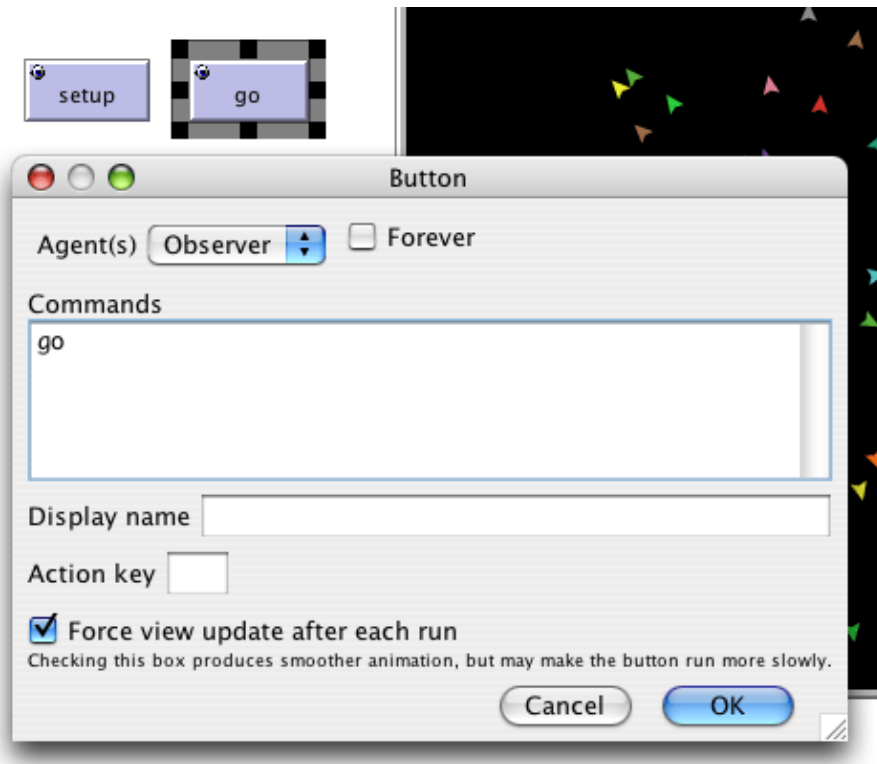 setup
go
Button
Agent(s) Observer Forever
Commands
go
Display name
Action key
Force view update after each run
Checking this box produces smoother animation, but may make the button run more slowly.
Cancel OK